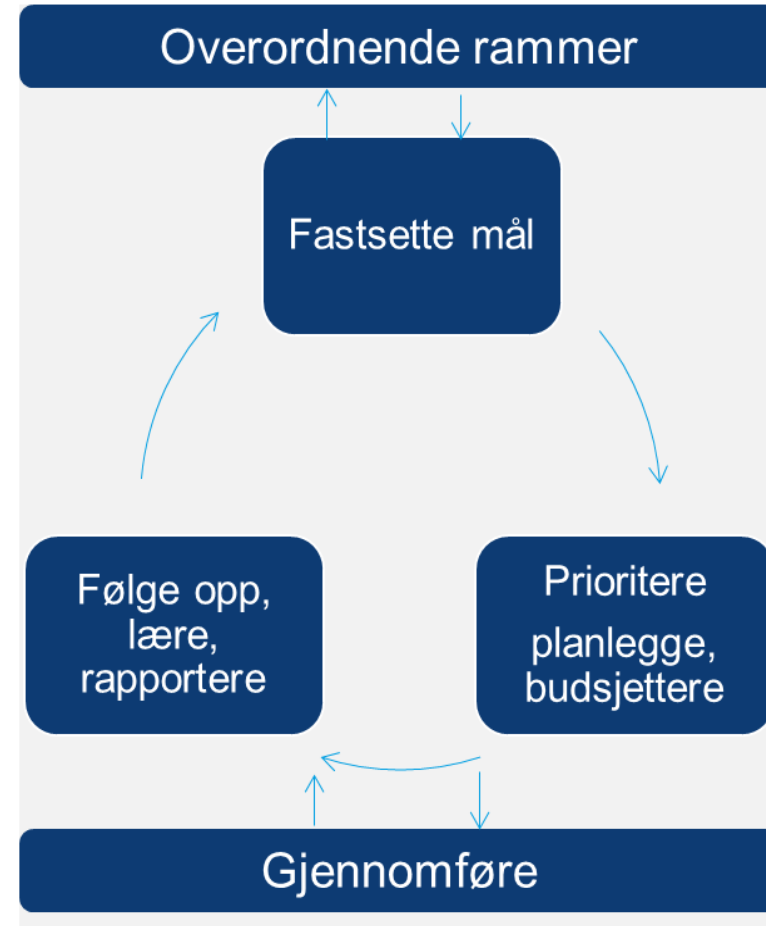 Overordnende rammer
Fastsette mål
Følge opp,
lære,
rapportere
Prioritere
planlegge,
budsjettere
Gjennomføre